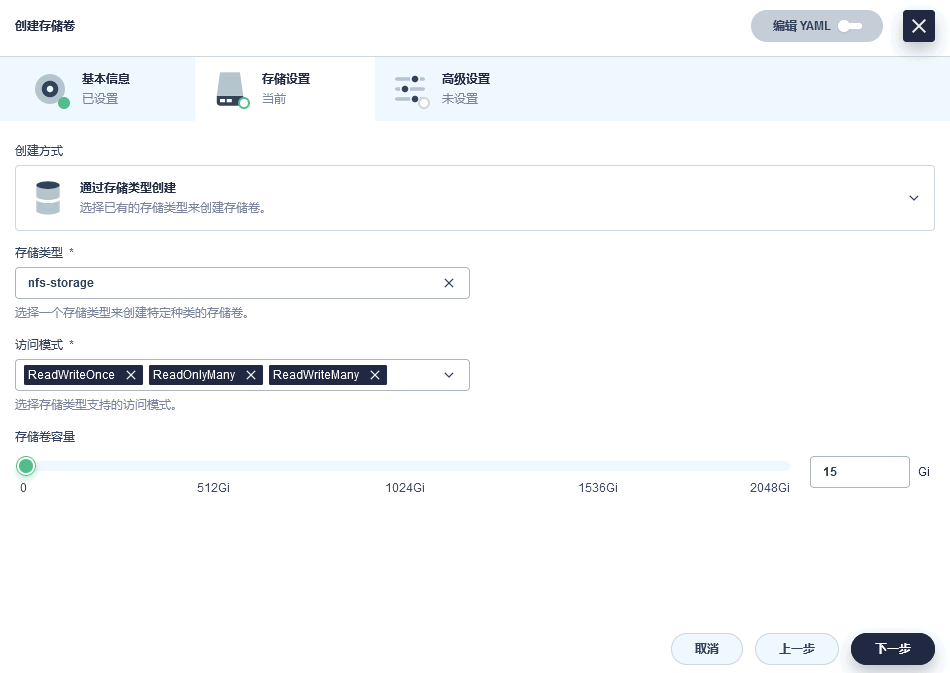 创建存储卷
编辑 YAML
基本信息
已设置
存储设置
当前
高级设置
未设置
创建方式
通过存储类型创建
选择已有的存储类型来创建存储卷。
存储类型 *
nfs-storage
选择一个存储类型来创建特定种类的存储卷。
访问模式 *
ReadWriteOnce ReadOnlyMany ReadWriteMany
选择存储类型支持的访问模式。
存储卷容量
15 Gi
0 512Gi 1024Gi 1536Gi 2048Gi
取消 上一步 下一步